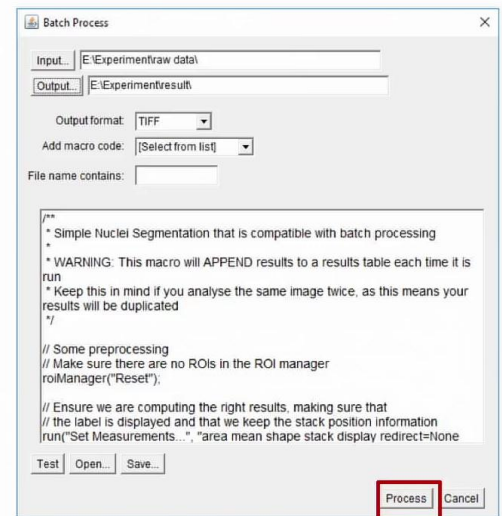 Batch Process
Input... E:\Experiment\raw data\
Output... E:\Experiment\result\
Output format: TIFF
Add macro code: [Select from list]
File name contains:
/**
* Simple Nuclei Segmentation that is compatible with batch processing
*
* WARNING: This macro will APPEND results to a results table each time it is
run
* Keep this in mind if you analyse the same image twice, as this means your
results will be duplicated
*/
// Some preprocessing
// Make sure there are no ROIs in the ROI manager
roiManager("Reset");
// Ensure we are computing the right results, making sure that
// the label is displayed and that we keep the stack position information
run("Set Measurements...", "area mean shape stack display redirect=None
Test Open... Save...
Process Cancel